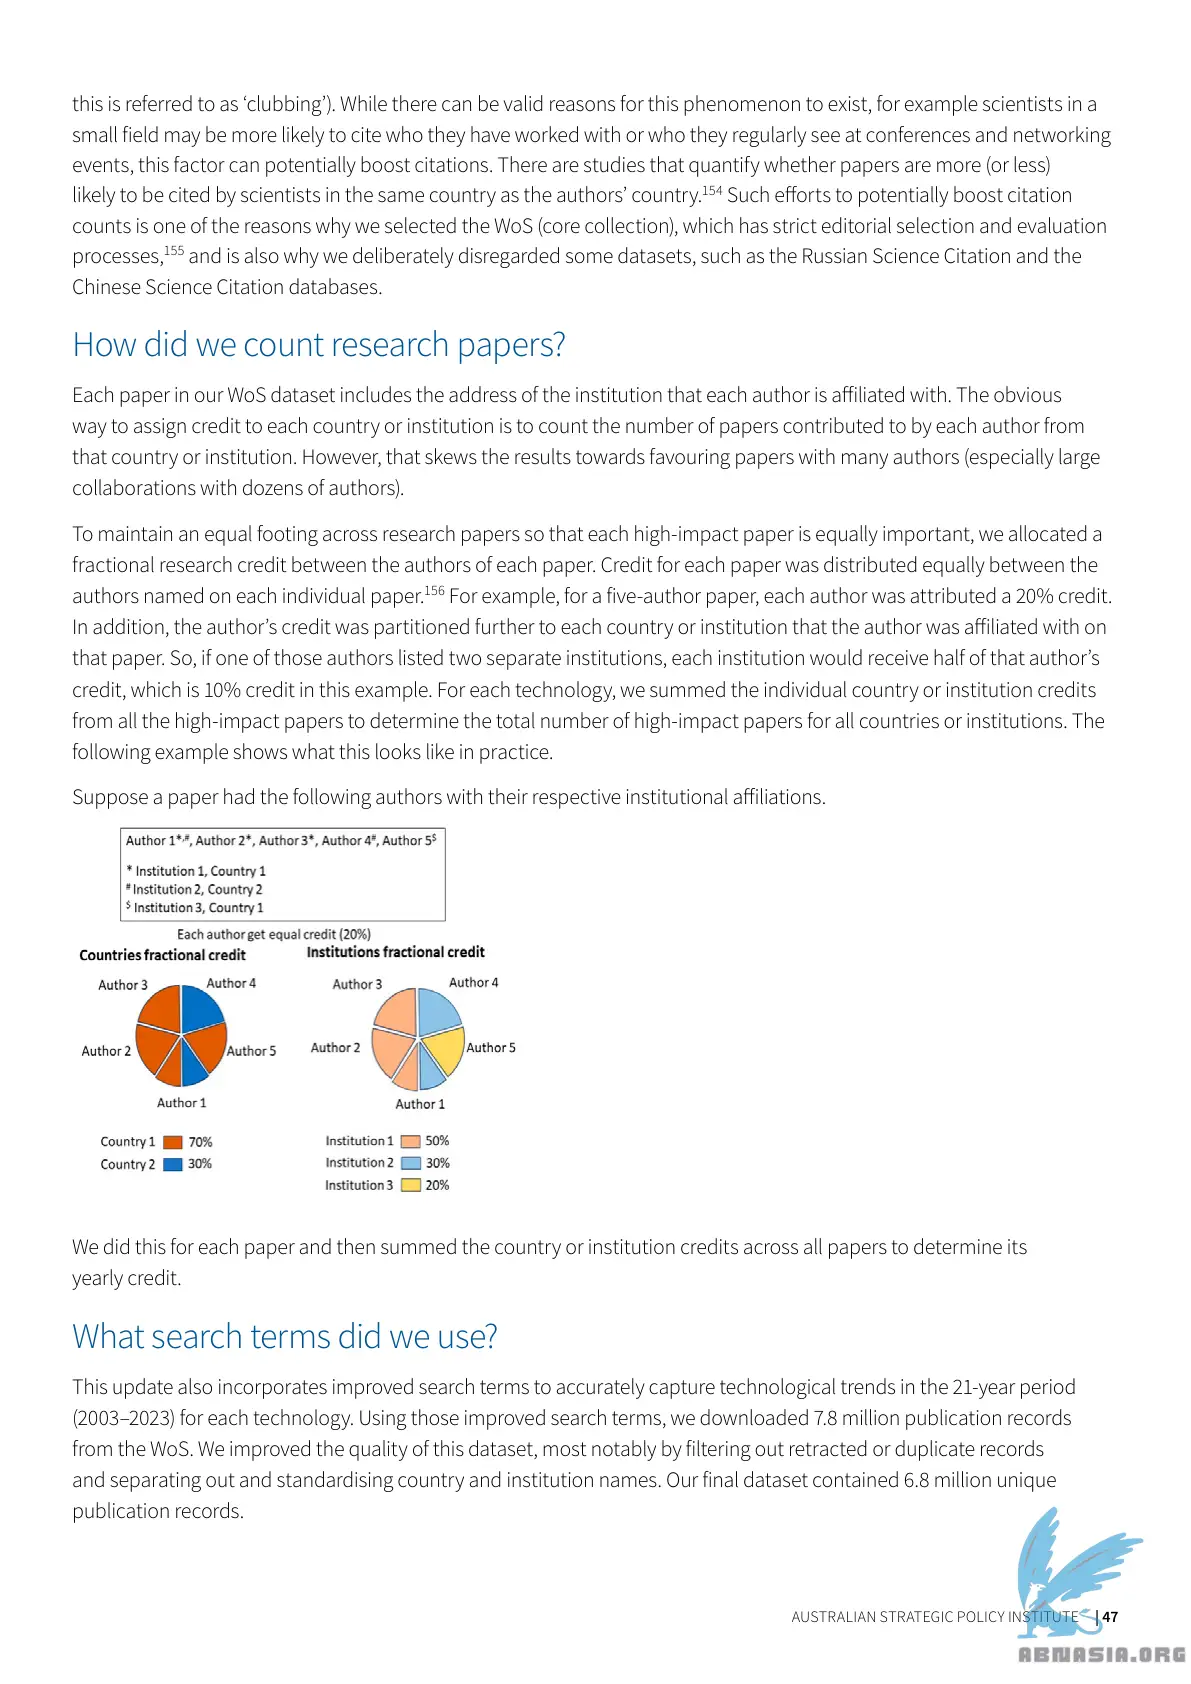 this is referred to as ‘clubbing’). While there can be valid reasons for this phenomenon to exist, for example scientists in a
small field may be more likely to cite who they have worked with or who they regularly see at conferences and networking
events, this factor can potentially boost citations. There are studies that quantify whether papers are more (or less)
likely to be cited by scientists in the same country as the authors’ country.154 Such efforts to potentially boost citation
counts is one of the reasons why we selected the WoS (core collection), which has strict editorial selection and evaluation
processes,155 and is also why we deliberately disregarded some datasets, such as the Russian Science Citation and the
Chinese Science Citation databases.
How did we count research papers?
Each paper in our WoS dataset includes the address of the institution that each author is affiliated with. The obvious
way to assign credit to each country or institution is to count the number of papers contributed to by each author from
that country or institution. However, that skews the results towards favouring papers with many authors (especially large
collaborations with dozens of authors).
To maintain an equal footing across research papers so that each high-impact paper is equally important, we allocated a
fractional research credit between the authors of each paper. Credit for each paper was distributed equally between the
authors named on each individual paper.156 For example, for a five-author paper, each author was attributed a 20% credit.
In addition, the author’s credit was partitioned further to each country or institution that the author was affiliated with on
that paper. So, if one of those authors listed two separate institutions, each institution would receive half of that author’s
credit, which is 10% credit in this example. For each technology, we summed the individual country or institution credits
from all the high-impact papers to determine the total number of high-impact papers for all countries or institutions. The
following example shows what this looks like in practice.
Suppose a paper had the following authors with their respective institutional affiliations.
Author 1*,#, Author 2*, Author 3*, Author 4#, Author 5$
* Institution 1, Country 1
# Institution 2, Country 2
$ Institution 3, Country 1
Each author get equal credit (20%)
Countries fractional credit
Author 3
Author 4
Author 2
Author 5
Author 1
Country 1 70%
Country 2 30%
Institutions fractional credit
Author 3
Author 4
Author 2
Author 5
Author 1
Institution 1 50%
Institution 2 30%
Institution 3 20%
We did this for each paper and then summed the country or institution credits across all papers to determine its
yearly credit.
What search terms did we use?
This update also incorporates improved search terms to accurately capture technological trends in the 21-year period
(2003–2023) for each technology. Using those improved search terms, we downloaded 7.8 million publication records
from the WoS. We improved the quality of this dataset, most notably by filtering out retracted or duplicate records
and separating out and standardising country and institution names. Our final dataset contained 6.8 million unique
publication records.
AUSTRALIAN STRATEGIC POLICY INSTITUTE | 47
ABNASIA.ORG